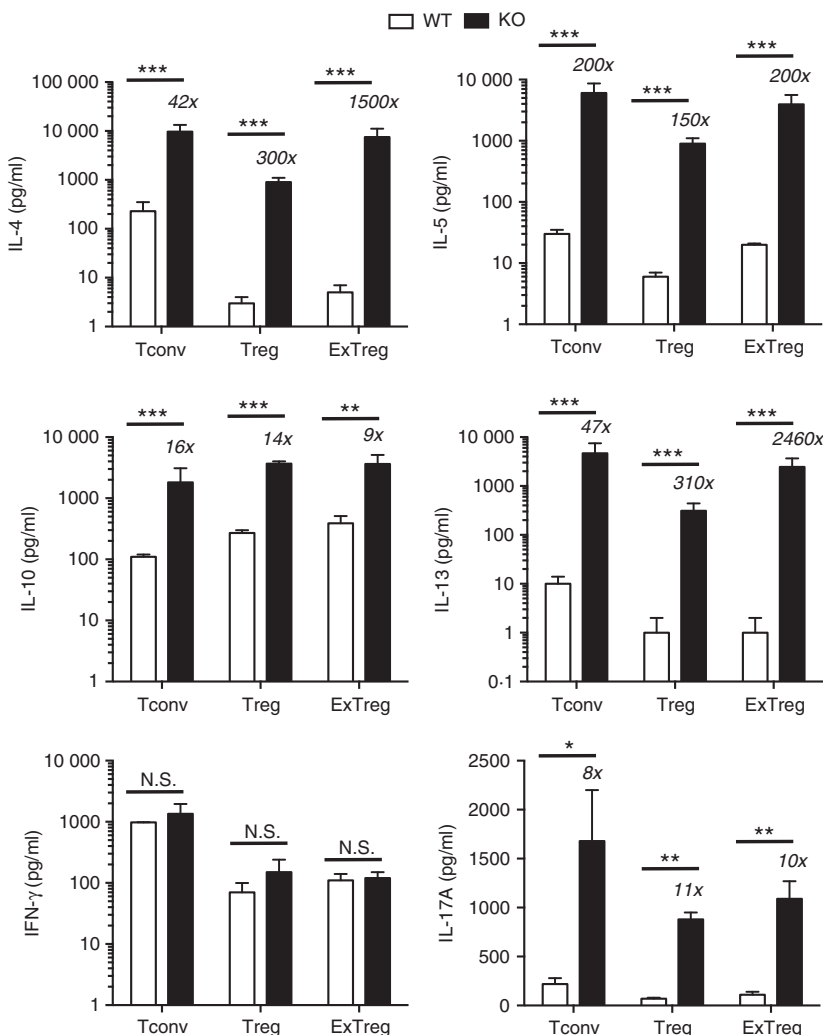 WT KO
***
42x
***
300x
***
1500x
100 000
10 000
1000
100
10
1
IL-4 (pg/ml)
Tconv Treg ExTreg
***
200x
***
150x
***
200x
10 000
1000
100
10
1
IL-5 (pg/ml)
Tconv Treg ExTreg
***
16x
***
14x
**
9x
10 000
1000
100
10
1
IL-10 (pg/ml)
Tconv Treg ExTreg
***
47x
***
310x
***
2460x
10 000
1000
100
10
1
0·1
IL-13 (pg/ml)
Tconv Treg ExTreg
N.S.
N.S.
N.S.
10 000
1000
100
10
1
IFN-γ (pg/ml)
Tconv Treg ExTreg
*
8x
**
11x
**
10x
2500
2000
1500
1000
500
0
IL-17A (pg/ml)
Tconv Treg ExTreg